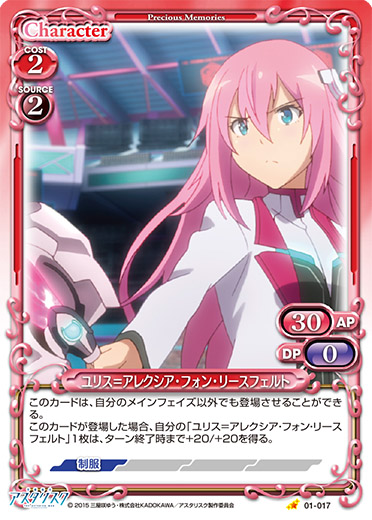 Precious Memories
Character
COST
2
SOURCE
2
30 AP
DP 0
ユリス=アレクシア・フォン・リースフェルト
このカードは、自分のメインフェイズ以外でも登場させることができ
る。
このカードが登場した場合、自分の「ユリス=アレクシア・フォン・リース
フェルト」1枚は、ターン終了時まで+20/+20を得る。
制服
アスタリスク
01-017
© 2015 三屋咲ゆう・株式会社KADOKAWA/アスタリスク製作委員会